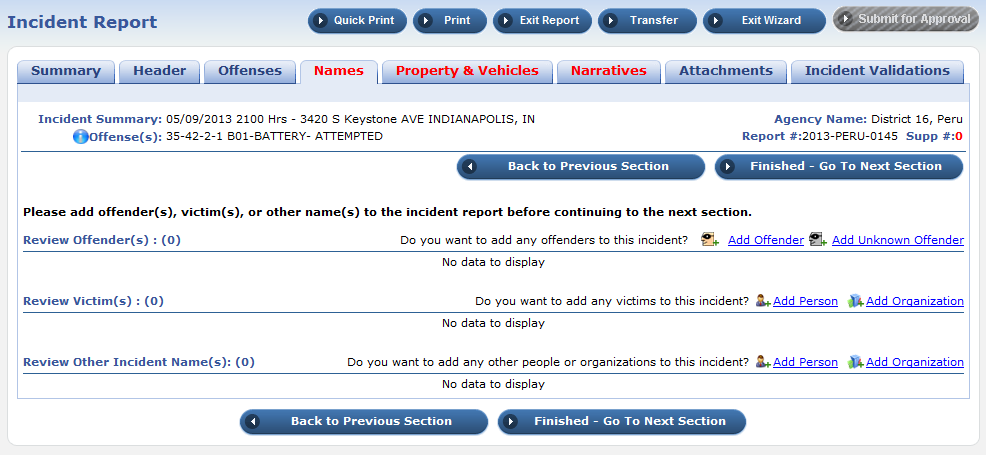 Incident Report
Quick Print Print Exit Report Transfer Exit Wizard Submit for Approval
Summary Header Offenses Names Property & Vehicles Narratives Attachments Incident Validations
Incident Summary: 05/09/2013 2100 Hrs - 3420 S Keystone AVE INDIANAPOLIS, IN Agency Name: District 16, Peru
Offense(s): 35-42-2-1 B01-BATTERY- ATTEMPTED Report #:2013-PERU-0145 Supp #:0
Back to Previous Section Finished - Go To Next Section
Please add offender(s), victim(s), or other name(s) to the incident report before continuing to the next section.
Review Offender(s) : (0) Do you want to add any offenders to this incident? Add Offender Add Unknown Offender
No data to display
Review Victim(s) : (0) Do you want to add any victims to this incident? Add Person Add Organization
No data to display
Review Other Incident Name(s): (0) Do you want to add any other people or organizations to this incident? Add Person Add Organization
No data to display
Back to Previous Section Finished - Go To Next Section